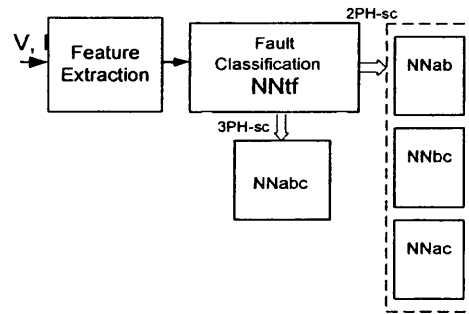 2PH-sc
V, I
Feature
Extraction
Fault
Classification
NNtf
NNab
3PH-sc
NNabc
NNbc
NNac